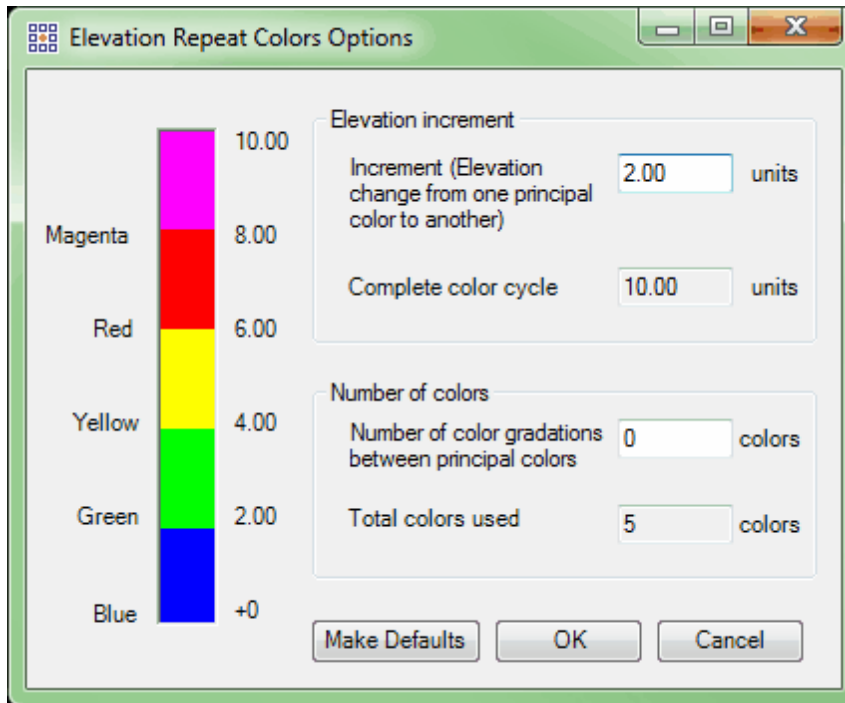 Elevation Repeat Colors Options
10.00
Magenta
8.00
Red
6.00
Yellow
4.00
Green
2.00
Blue
+0
Elevation increment
Increment (Elevation
change from one principal
color to another)
2.00
units
Complete color cycle
10.00
units
Number of colors
Number of color gradations
between principal colors
0
colors
Total colors used
5
colors
Make Defaults
OK
Cancel